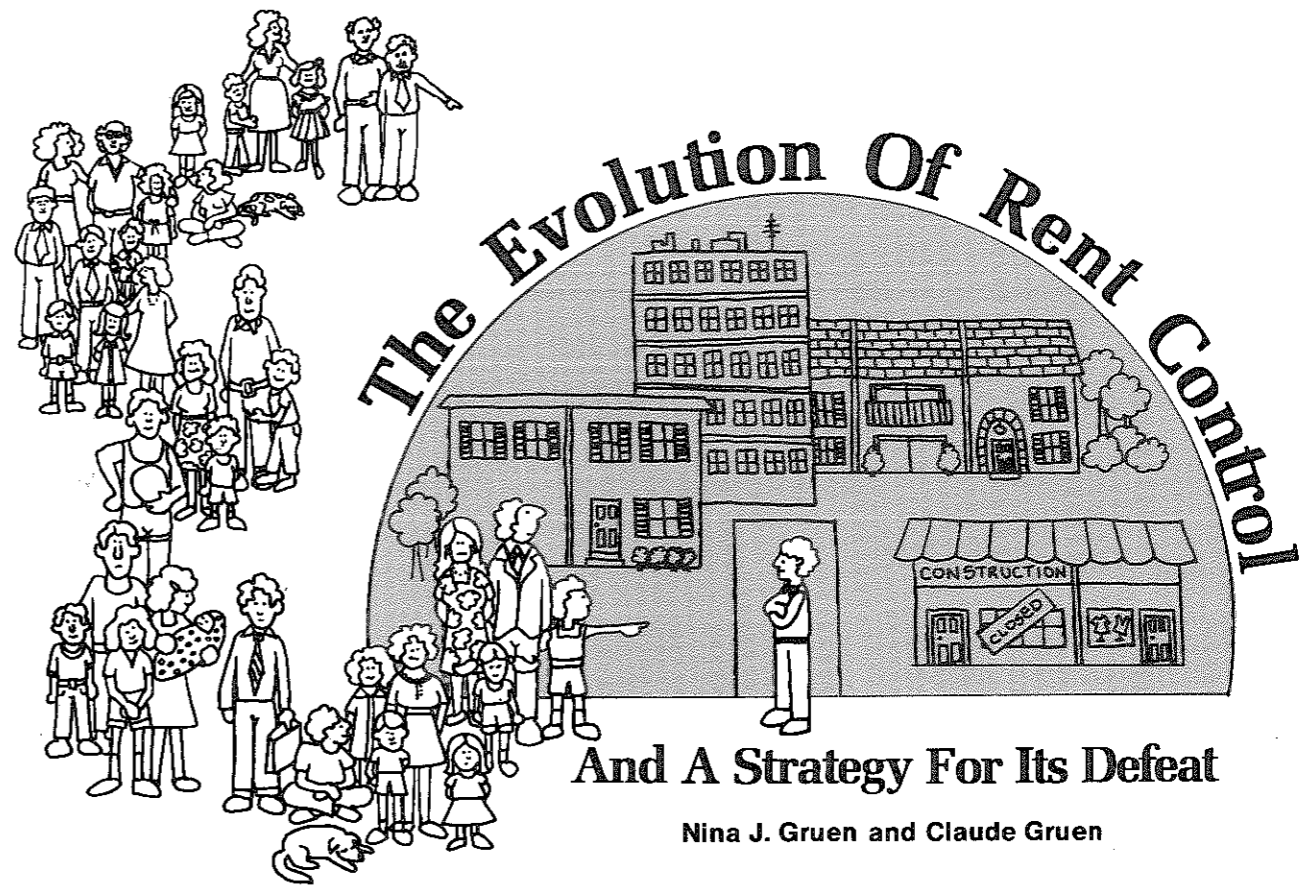 The Evolution Of Rent Control
CONSTRUCTION
CLOSED
And A Strategy For Its Defeat
Nina J. Gruen and Claude Gruen